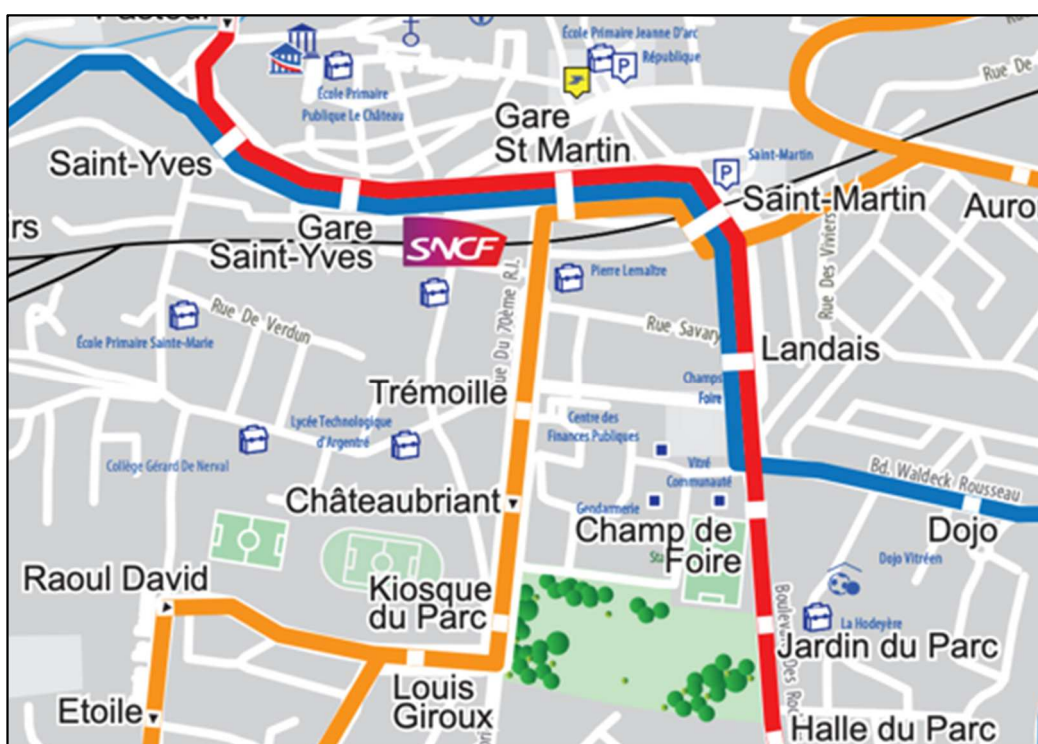 Pasteur
École Primaire Jeanne D'arc
République
Rue De
École Primaire
Publique Le Château
Gare
St Martin
Saint-Yves
Saint-Martin
Saint-Martin
Auro
rs
Gare
Saint-Yves
SNCF
Rue Des Viviers
Pierre Lemaître
Rue De Verdun
École Primaire Sainte-Marie
ue Du 70ème R.I.
Rue Savary
Landais
Champs
Foire
Trémoille
Lycée Technologique
d'Argentré
Centre des
Finances Publiques
Collège Gérard De Nerval
Vitré
Communauté
Bd. Waldeck Rousseau
Châteaubriant
Gendarmerie
Champ de
Foire
Sta
Dojo
Dojo Vitréen
Raoul David
Kiosque
du Parc
La Hodeyère
Boulevard Des Roc
Jardin du Parc
Louis
Giroux
Etoile
Halle du Parc